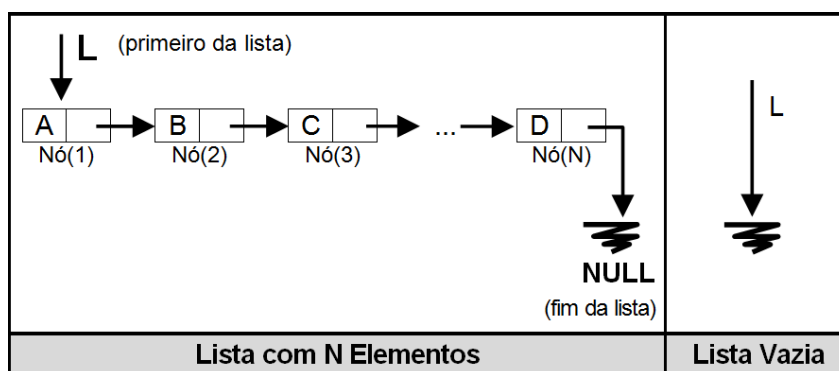 L (primeiro da lista)
L
A B C ... D
Nó(1) Nó(2) Nó(3) Nó(N)
NULL
(fim da lista)
Lista com N Elementos
Lista Vazia